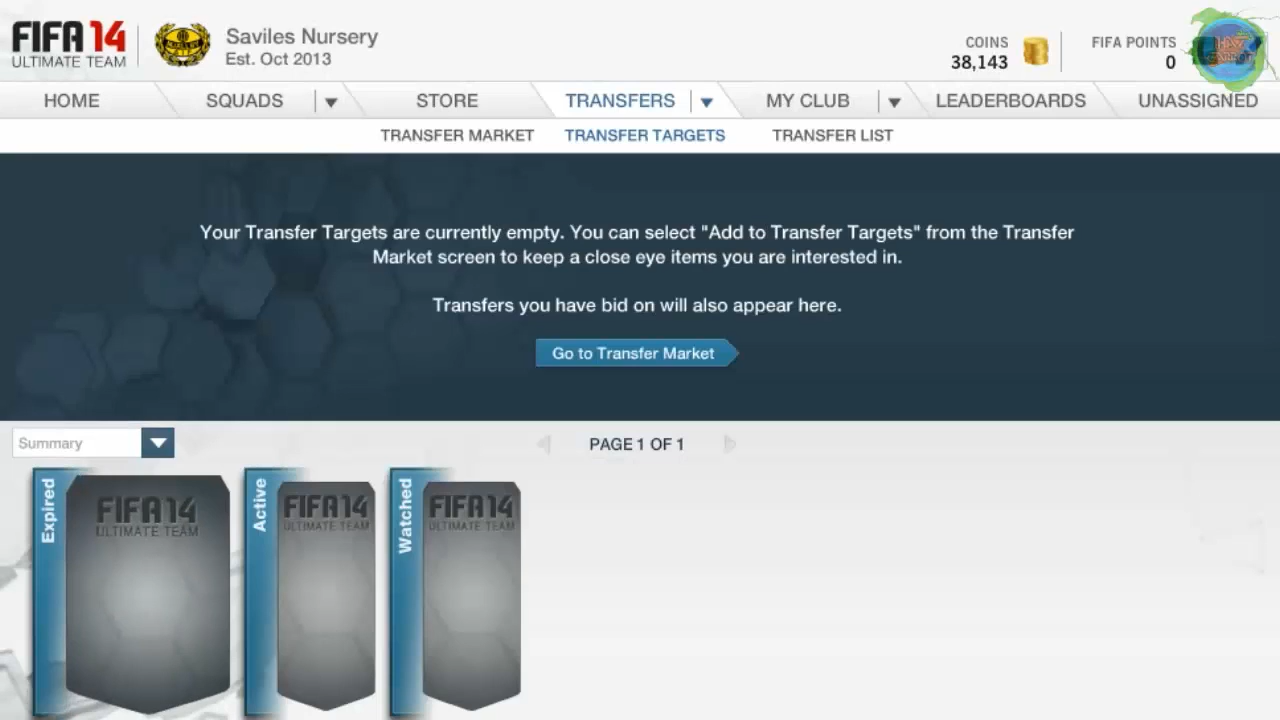 FIFA 14
ULTIMATE TEAM
Saviles Nursery
Est. Oct 2013
COINS
38,143
FIFA POINTS
0
HOME
SQUADS
STORE
TRANSFERS
MY CLUB
LEADERBOARDS
UNASSIGNED
TRANSFER MARKET
TRANSFER TARGETS
TRANSFER LIST
Your Transfer Targets are currently empty. You can select "Add to Transfer Targets" from the Transfer
Market screen to keep a close eye items you are interested in.
Transfers you have bid on will also appear here.
Go to Transfer Market
Summary
PAGE 1 OF 1
Expired
FIFA 14
ULTIMATE TEAM
Active
FIFA 14
ULTIMATE TEAM
Watched
FIFA 14
ULTIMATE TEAM